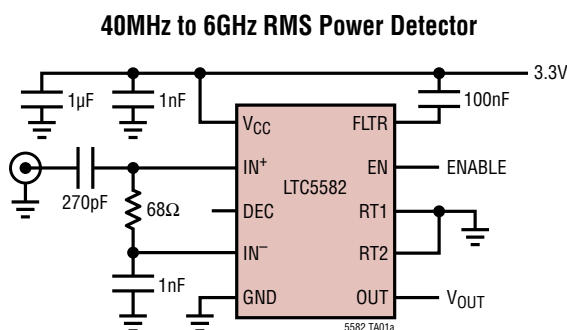 40MHz to 6GHz RMS Power Detector
3.3V
1µF
1nF
100nF
VCC
FLTR
IN+
EN
ENABLE
LTC5582
270pF
68Ω
DEC
RT1
IN−
RT2
1nF
GND
OUT
VOUT
5582 TA01a